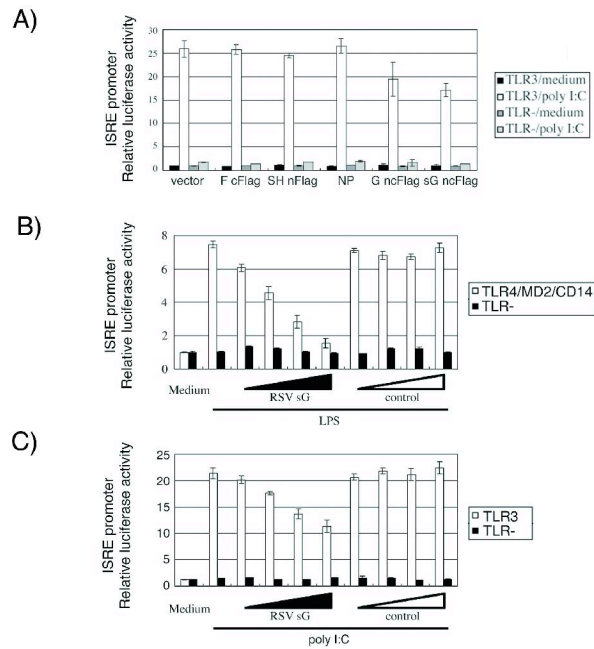 A)
ISRE promoter
Relative luciferase activity
30
25
20
15
10
5
0
vector F cFlag SH nFlag NP G ncFlag sG ncFlag
TLR3/medium
TLR3/poly I:C
TLR-/medium
TLR-/poly I:C
B)
ISRE promoter
Relative luciferase activity
8
6
4
2
0
Medium
RSV sG control
LPS
TLR4/MD2/CD14
TLR-
C)
ISRE promoter
Relative luciferase activity
25
20
15
10
5
0
Medium
RSV sG control
poly I:C
TLR3
TLR-